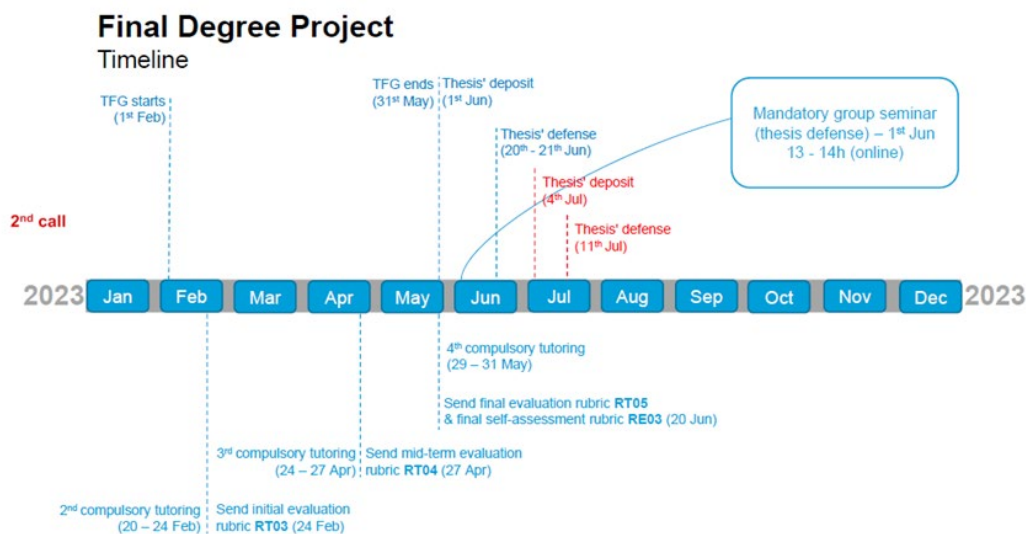 Final Degree Project
Timeline
TFG starts
(1st Feb)
TFG ends
(31st May)
Thesis' deposit
(1st Jun)
Thesis' defense
(20th - 21th Jun)
Mandatory group seminar
(thesis defense) – 1st Jun
13 - 14h (online)
Thesis' deposit
(4th Jul)
2nd call
Thesis' defense
(11th Jul)
2023 Jan Feb Mar Apr May Jun Jul Aug Sep Oct Nov Dec 2023
4th compulsory tutoring
(29 – 31 May)
Send final evaluation rubric RT05
& final self-assessment rubric RE03 (20 Jun)
3rd compulsory tutoring
(24 – 27 Apr)
Send mid-term evaluation
rubric RT04 (27 Apr)
2nd compulsory tutoring
(20 – 24 Feb)
Send initial evaluation
rubric RT03 (24 Feb)